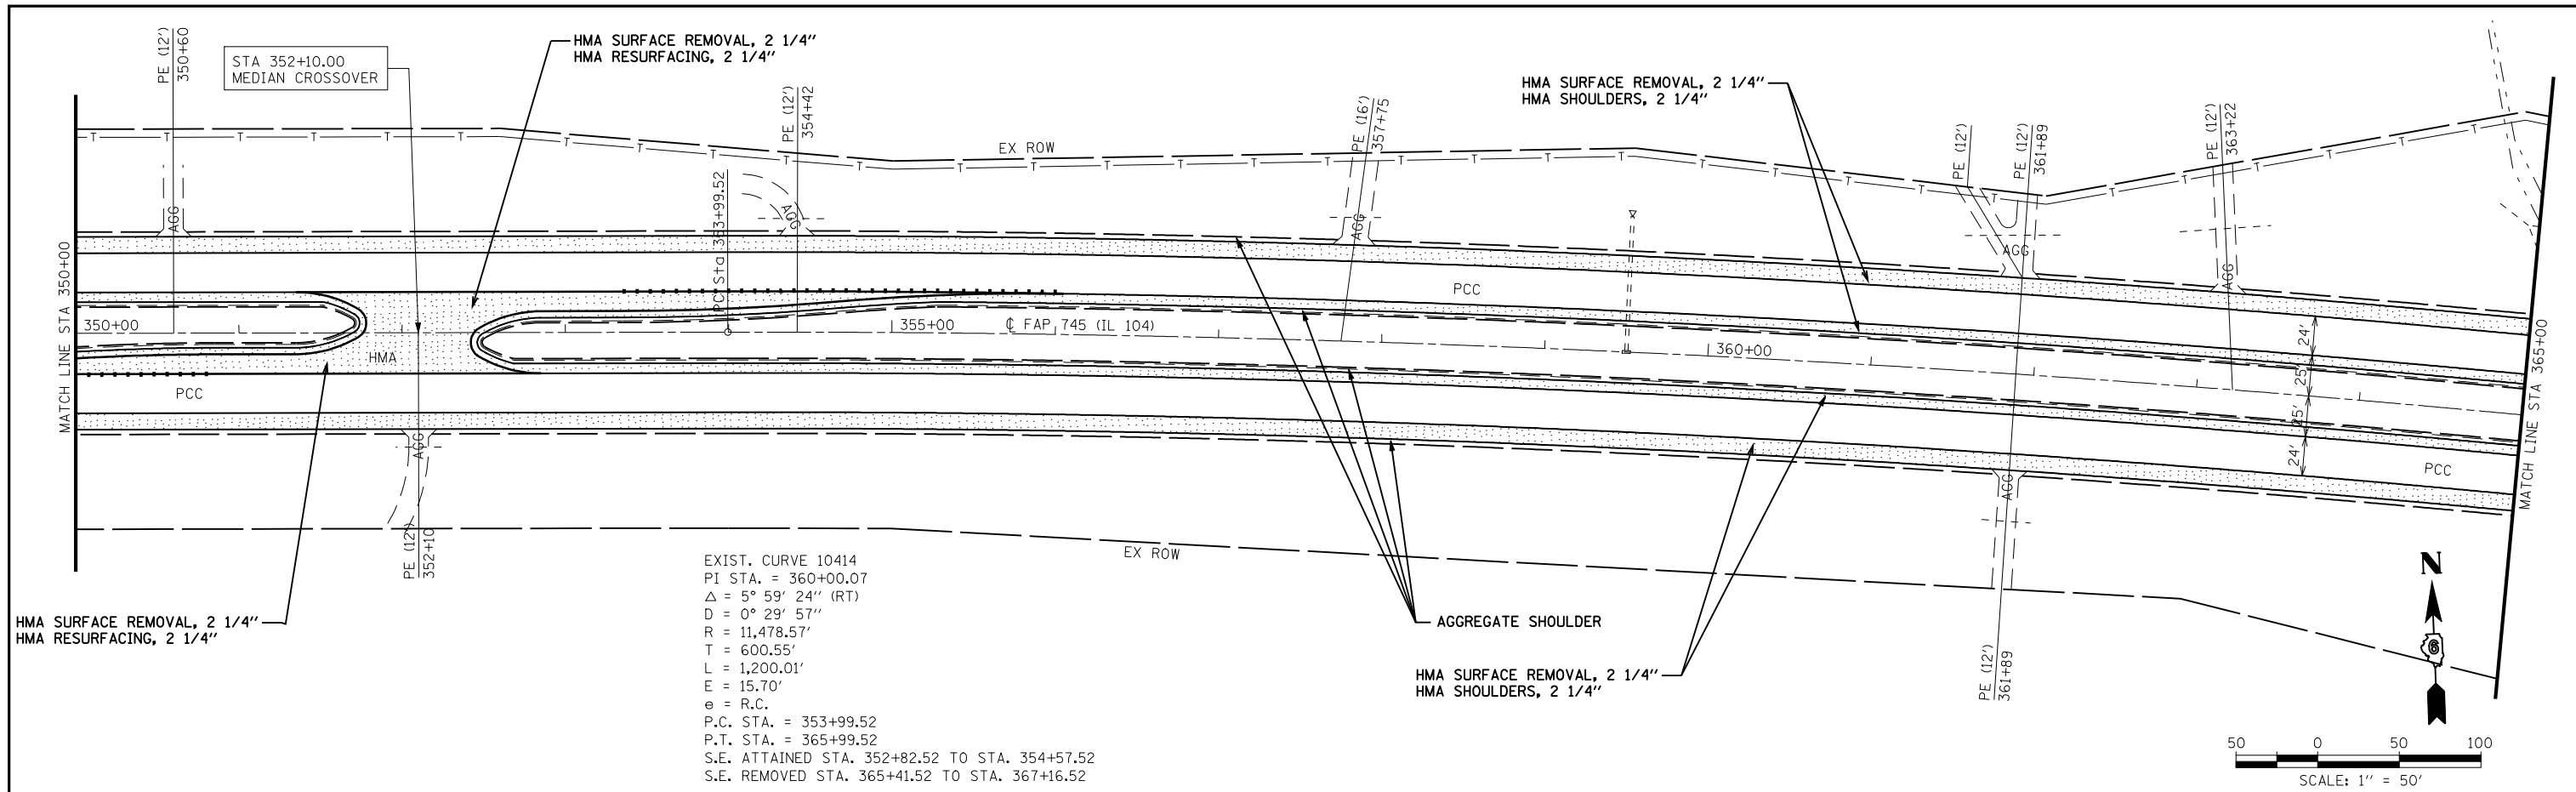 PE (12')
350+60
STA 352+10.00
MEDIAN CROSSOVER
HMA SURFACE REMOVAL, 2 1/4"
HMA RESURFACING, 2 1/4"
PE (12')
354+42
PE (16')
357+75
HMA SURFACE REMOVAL, 2 1/4"
HMA SHOULDERS, 2 1/4"
PE (12')
PE (12')
361+89
PE (12')
363+22
EX ROW
T T T T T T T T T T T T T T T T T T T T T T T T T T T T T T T T
AGG
AGG
AGG
AGG
AGG
PC Sta 353+99.52
MATCH LINE STA 350+00
350+00
355+00
℄ FAP 745 (IL 104)
360+00
PCC
HMA
PCC
PCC
24'
25'
25'
24'
MATCH LINE STA 365+00
AGG
AGG
PE (12')
352+10
EX ROW
PE (12')
361+89
HMA SURFACE REMOVAL, 2 1/4"
HMA RESURFACING, 2 1/4"
AGGREGATE SHOULDER
HMA SURFACE REMOVAL, 2 1/4"
HMA SHOULDERS, 2 1/4"
EXIST. CURVE 10414
PI STA. = 360+00.07
△ = 5° 59' 24" (RT)
D = 0° 29' 57"
R = 11,478.57'
T = 600.55'
L = 1,200.01'
E = 15.70'
e = R.C.
P.C. STA. = 353+99.52
P.T. STA. = 365+99.52
S.E. ATTAINED STA. 352+82.52 TO STA. 354+57.52
S.E. REMOVED STA. 365+41.52 TO STA. 367+16.52
N
6
50 0 50 100
SCALE: 1" = 50'